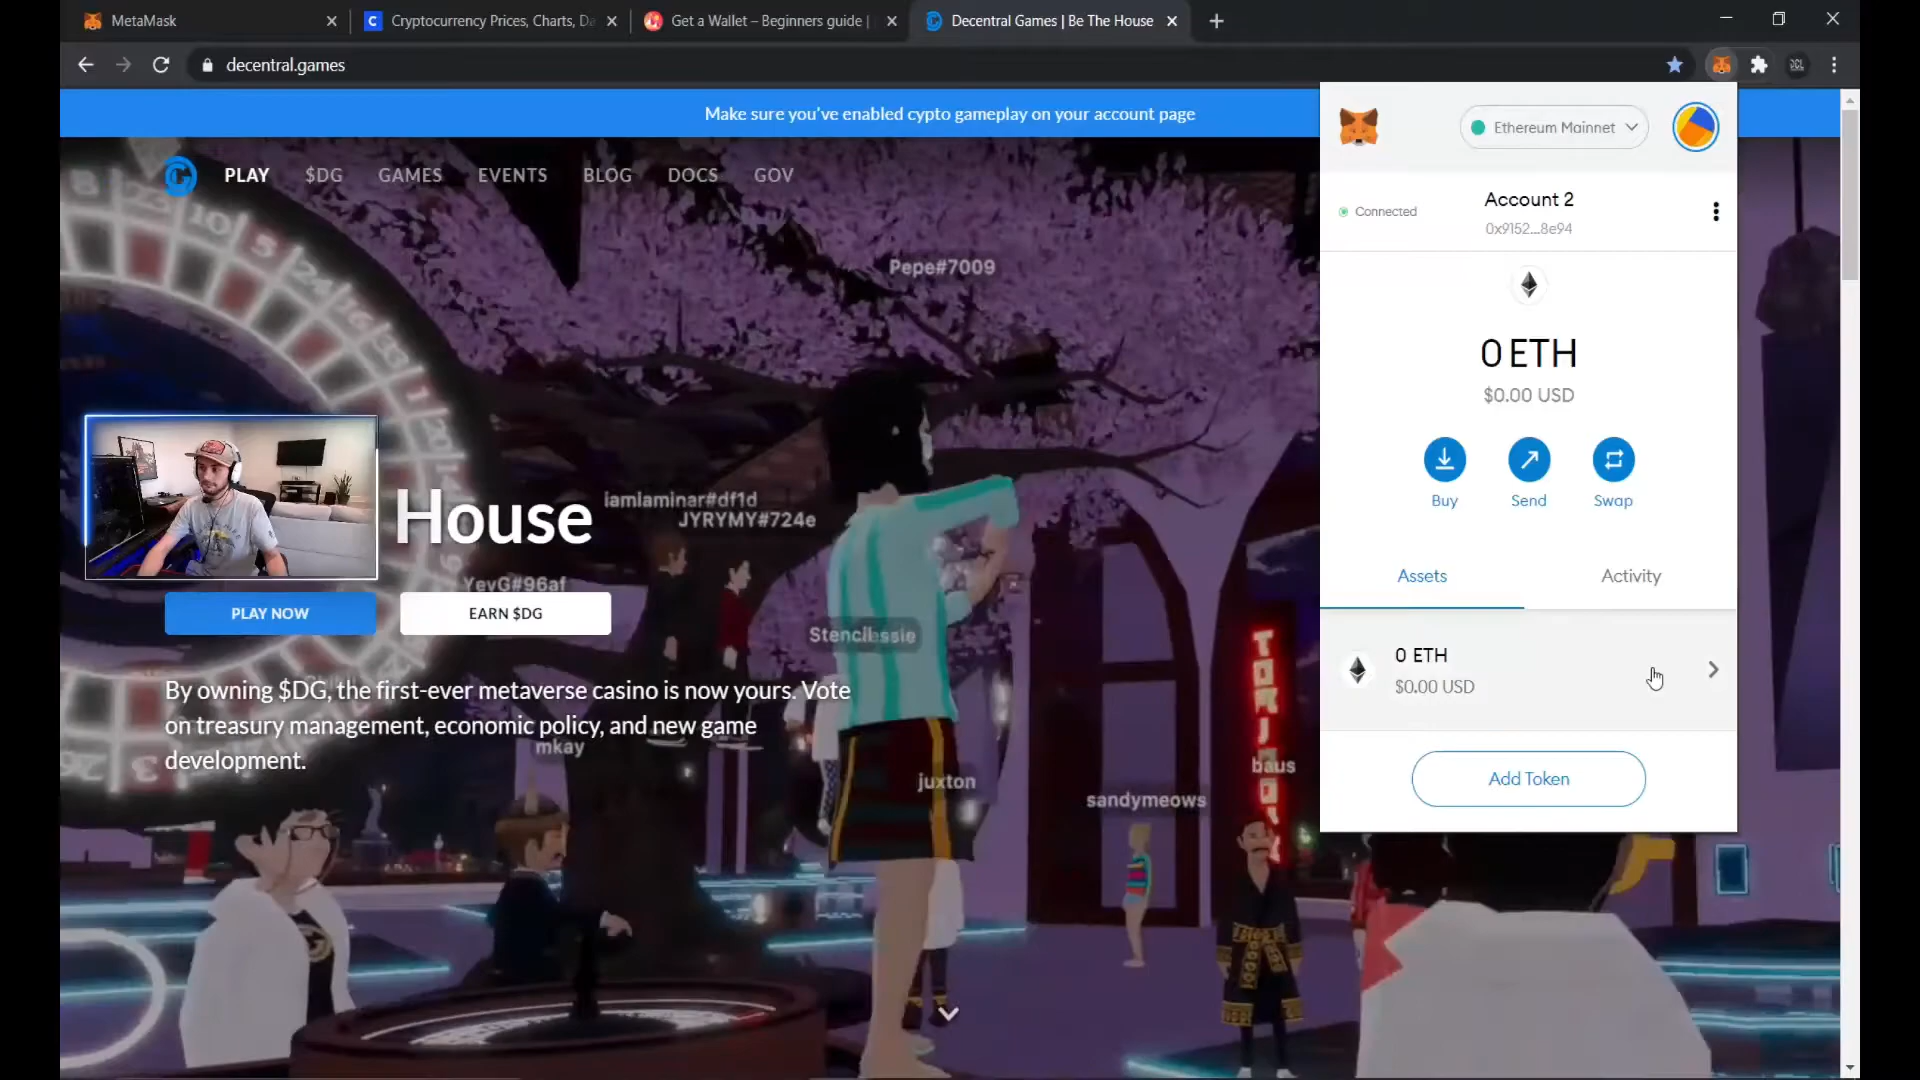 MetaMask
Cryptocurrency Prices, Charts, Da
Get a Wallet – Beginners guide |
Decentral Games | Be The House
decentral.games
Make sure you've enabled cypto gameplay on your account page
PLAY
$DG
GAMES
EVENTS
BLOG
DOCS
GOV
Ethereum Mainnet
Connected
Account 2
0x9152...8e94
0 ETH
$0.00 USD
Buy
Send
Swap
Assets
Activity
0 ETH
$0.00 USD
Add Token
Pepe#7009
House
iamiaminar#df1d
JYRYMY#724e
YevG#96af
PLAY NOW
EARN $DG
By owning $DG, the first-ever metaverse casino is now yours. Vote
on treasury management, economic policy, and new game
development.
mkay
juxton
sandymeows
baus